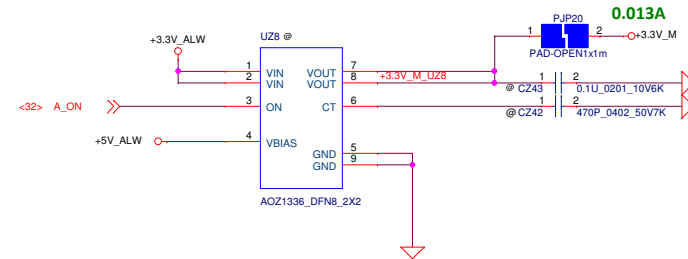 0.013A
PJP20
UZ8 @
+3.3V_ALW
1
2
+3.3V_M
PAD-OPEN1x1m
1
VIN
VOUT
7
2
VIN
VOUT
8
+3.3V_M_UZ8
@ CZ43
1
2
0.1U_0201_10V6K
<32> A_ON
3
ON
CT
6
@ CZ42
1
2
470P_0402_50V7K
+5V_ALW
4
VBIAS
GND
5
GND
9
AOZ1336_DFN8_2X2